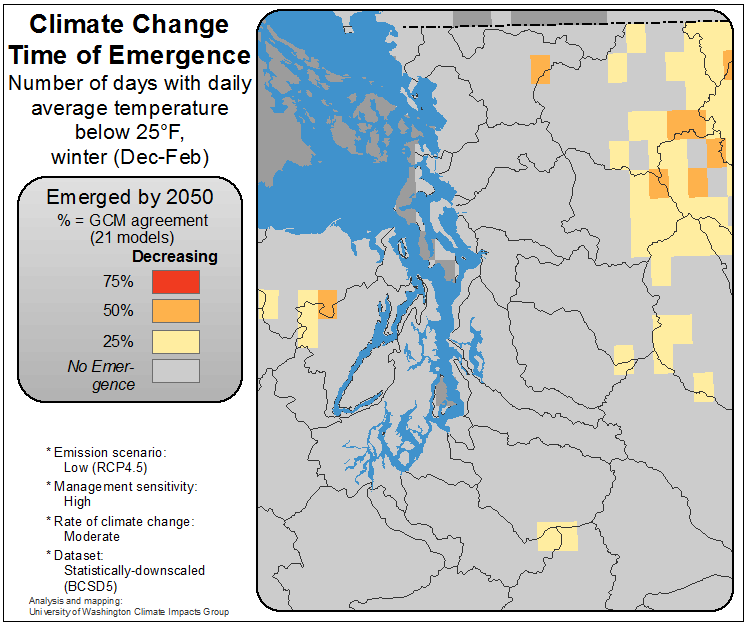 Climate Change
Time of Emergence
Number of days with daily
average temperature
below 25°F,
winter (Dec-Feb)
Emerged by 2050
% = GCM agreement
(21 models)
Decreasing
75%
50%
25%
No Emer-
gence
* Emission scenario:
Low (RCP4.5)
* Management sensitivity:
High
* Rate of climate change:
Moderate
* Dataset:
Statistically-downscaled
(BCSD5)
Analysis and mapping:
University of Washington Climate Impacts Group